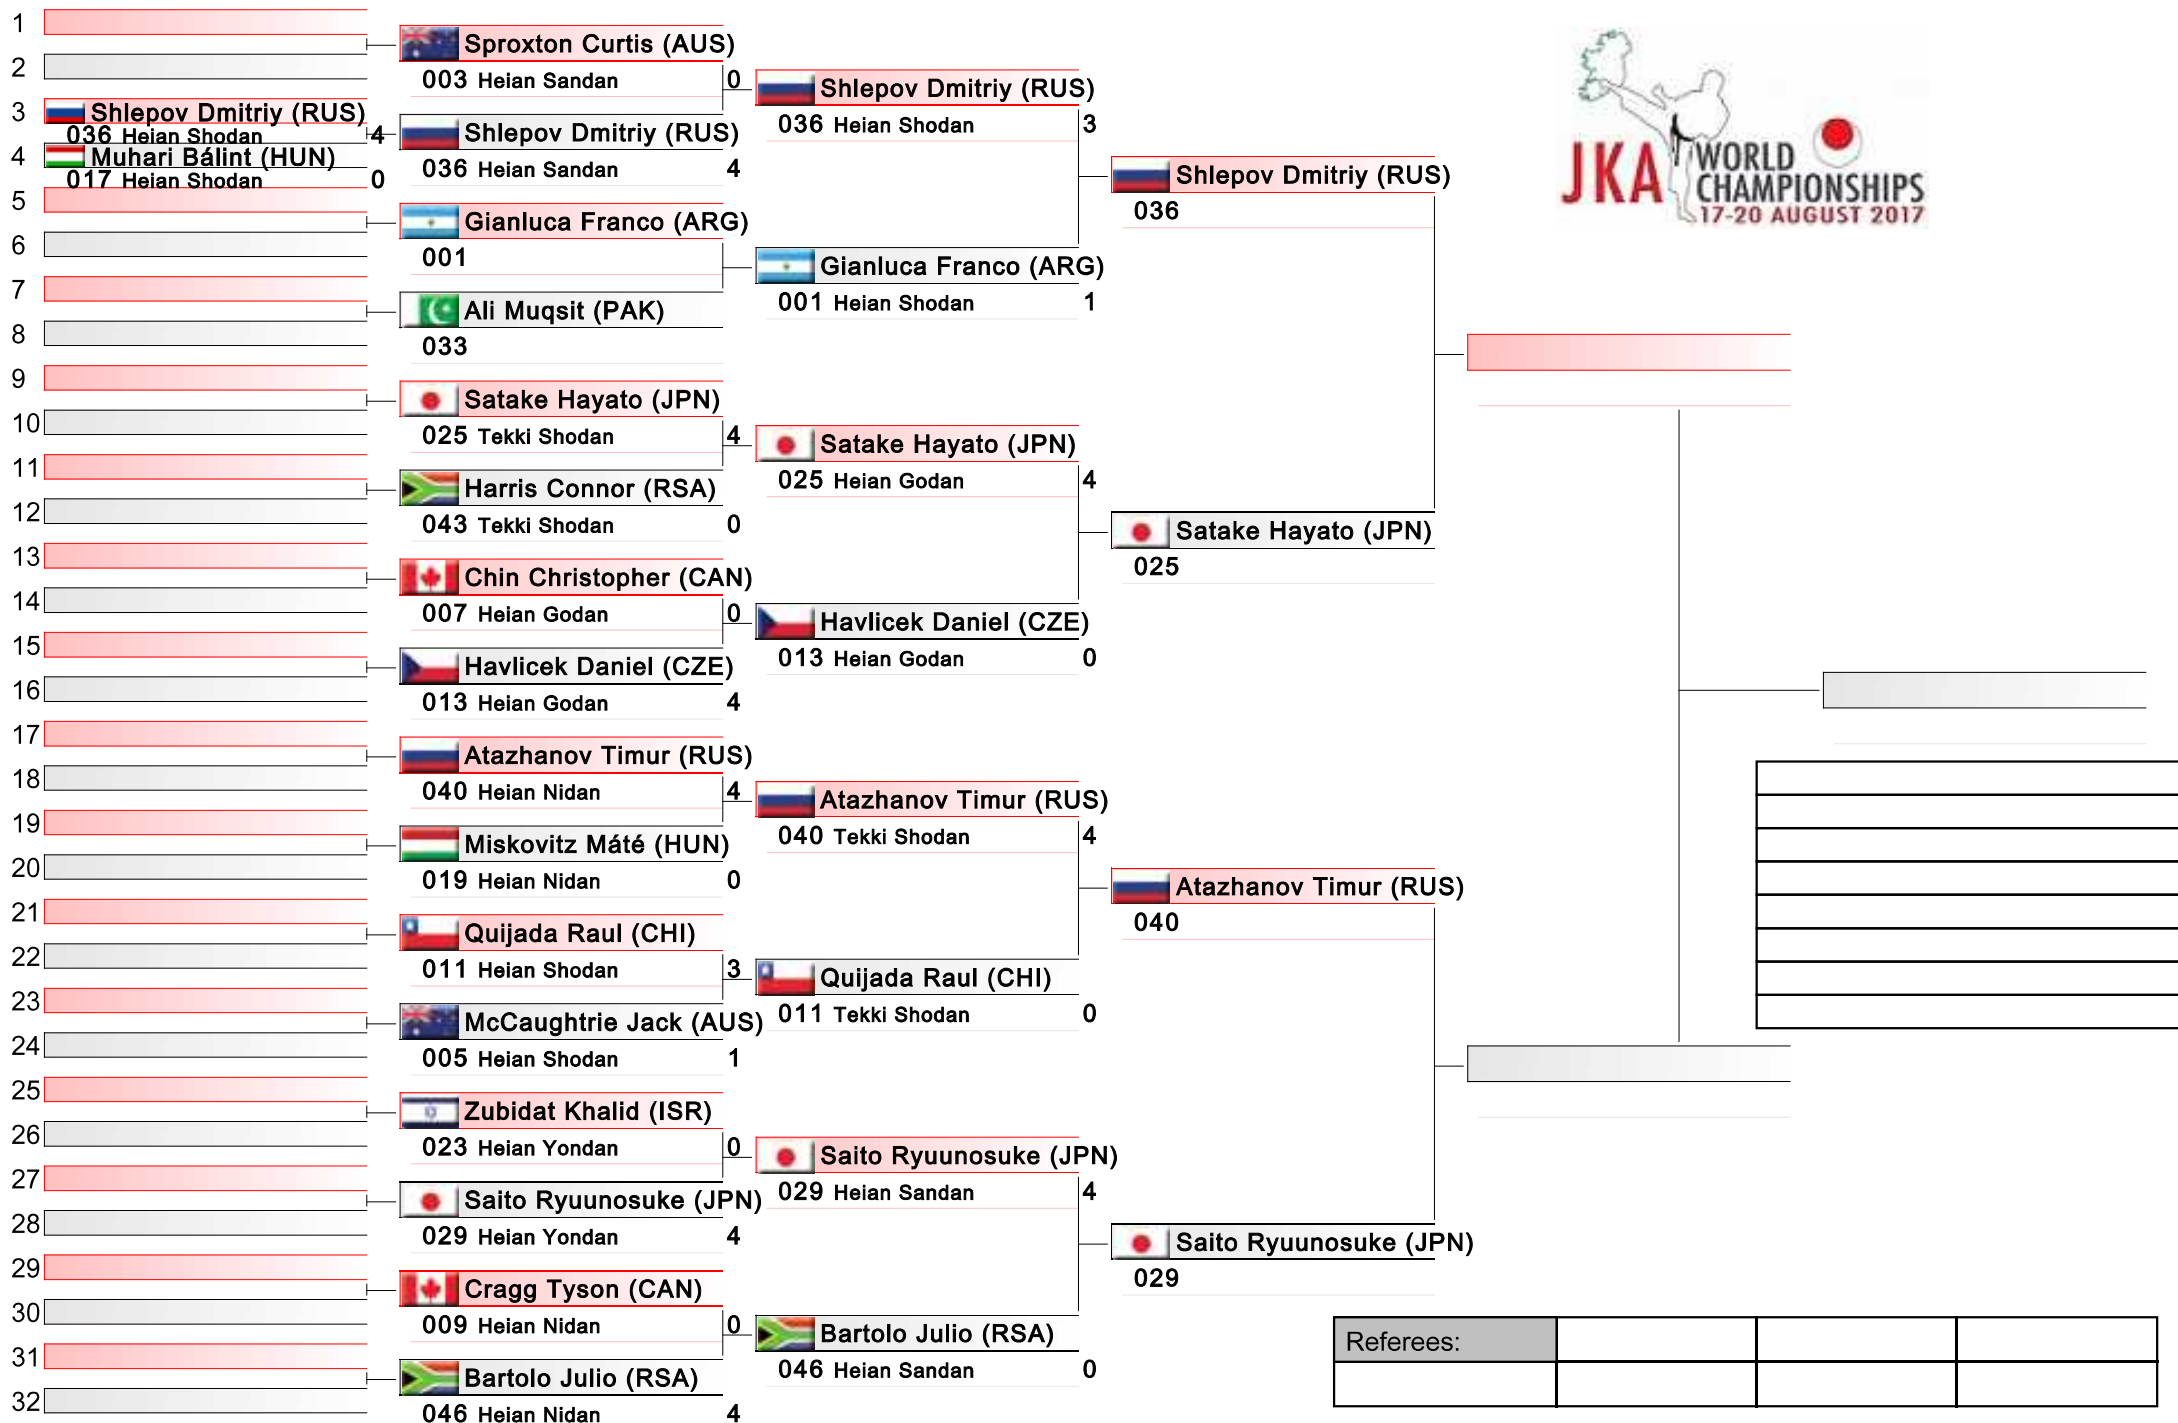 1
2
3 Shlepov Dmitriy (RUS)
036 Heian Shodan 4
4 Muhari Bálint (HUN)
017 Heian Shodan 0
5
6
7
8
9
10
11
12
13
14
15
16
17
18
19
20
21
22
23
24
25
26
27
28
29
30
31
32
Sproxton Curtis (AUS)
003 Heian Sandan 0
Shlepov Dmitriy (RUS)
036 Heian Sandan 4
Gianluca Franco (ARG)
001
Ali Muqsit (PAK)
033
Satake Hayato (JPN)
025 Tekki Shodan 4
Harris Connor (RSA)
043 Tekki Shodan 0
Chin Christopher (CAN)
007 Heian Godan 0
Havlicek Daniel (CZE)
013 Heian Godan 4
Atazhanov Timur (RUS)
040 Heian Nidan 4
Miskovitz Máté (HUN)
019 Heian Nidan 0
Quijada Raul (CHI)
011 Heian Shodan 3
McCaughtrie Jack (AUS)
005 Heian Shodan 1
Zubidat Khalid (ISR)
023 Heian Yondan 0
Saito Ryuunosuke (JPN)
029 Heian Yondan 4
Cragg Tyson (CAN)
009 Heian Nidan 0
Bartolo Julio (RSA)
046 Heian Nidan 4
Shlepov Dmitriy (RUS)
036 Heian Shodan 3
Gianluca Franco (ARG)
001 Heian Shodan 1
Satake Hayato (JPN)
025 Heian Godan 4
Havlicek Daniel (CZE)
013 Heian Godan 0
Atazhanov Timur (RUS)
040 Tekki Shodan 4
Quijada Raul (CHI)
011 Tekki Shodan 0
Saito Ryuunosuke (JPN)
029 Heian Sandan 4
Bartolo Julio (RSA)
046 Heian Sandan 0
Shlepov Dmitriy (RUS)
036
Satake Hayato (JPN)
025
Atazhanov Timur (RUS)
040
Saito Ryuunosuke (JPN)
029
JKA WORLD
CHAMPIONSHIPS
17-20 AUGUST 2017
Referees: